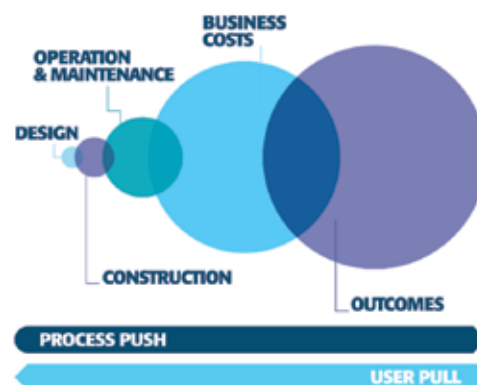 BUSINESS
COSTS
OPERATION
& MAINTENANCE
DESIGN
CONSTRUCTION
OUTCOMES
PROCESS PUSH
USER PULL